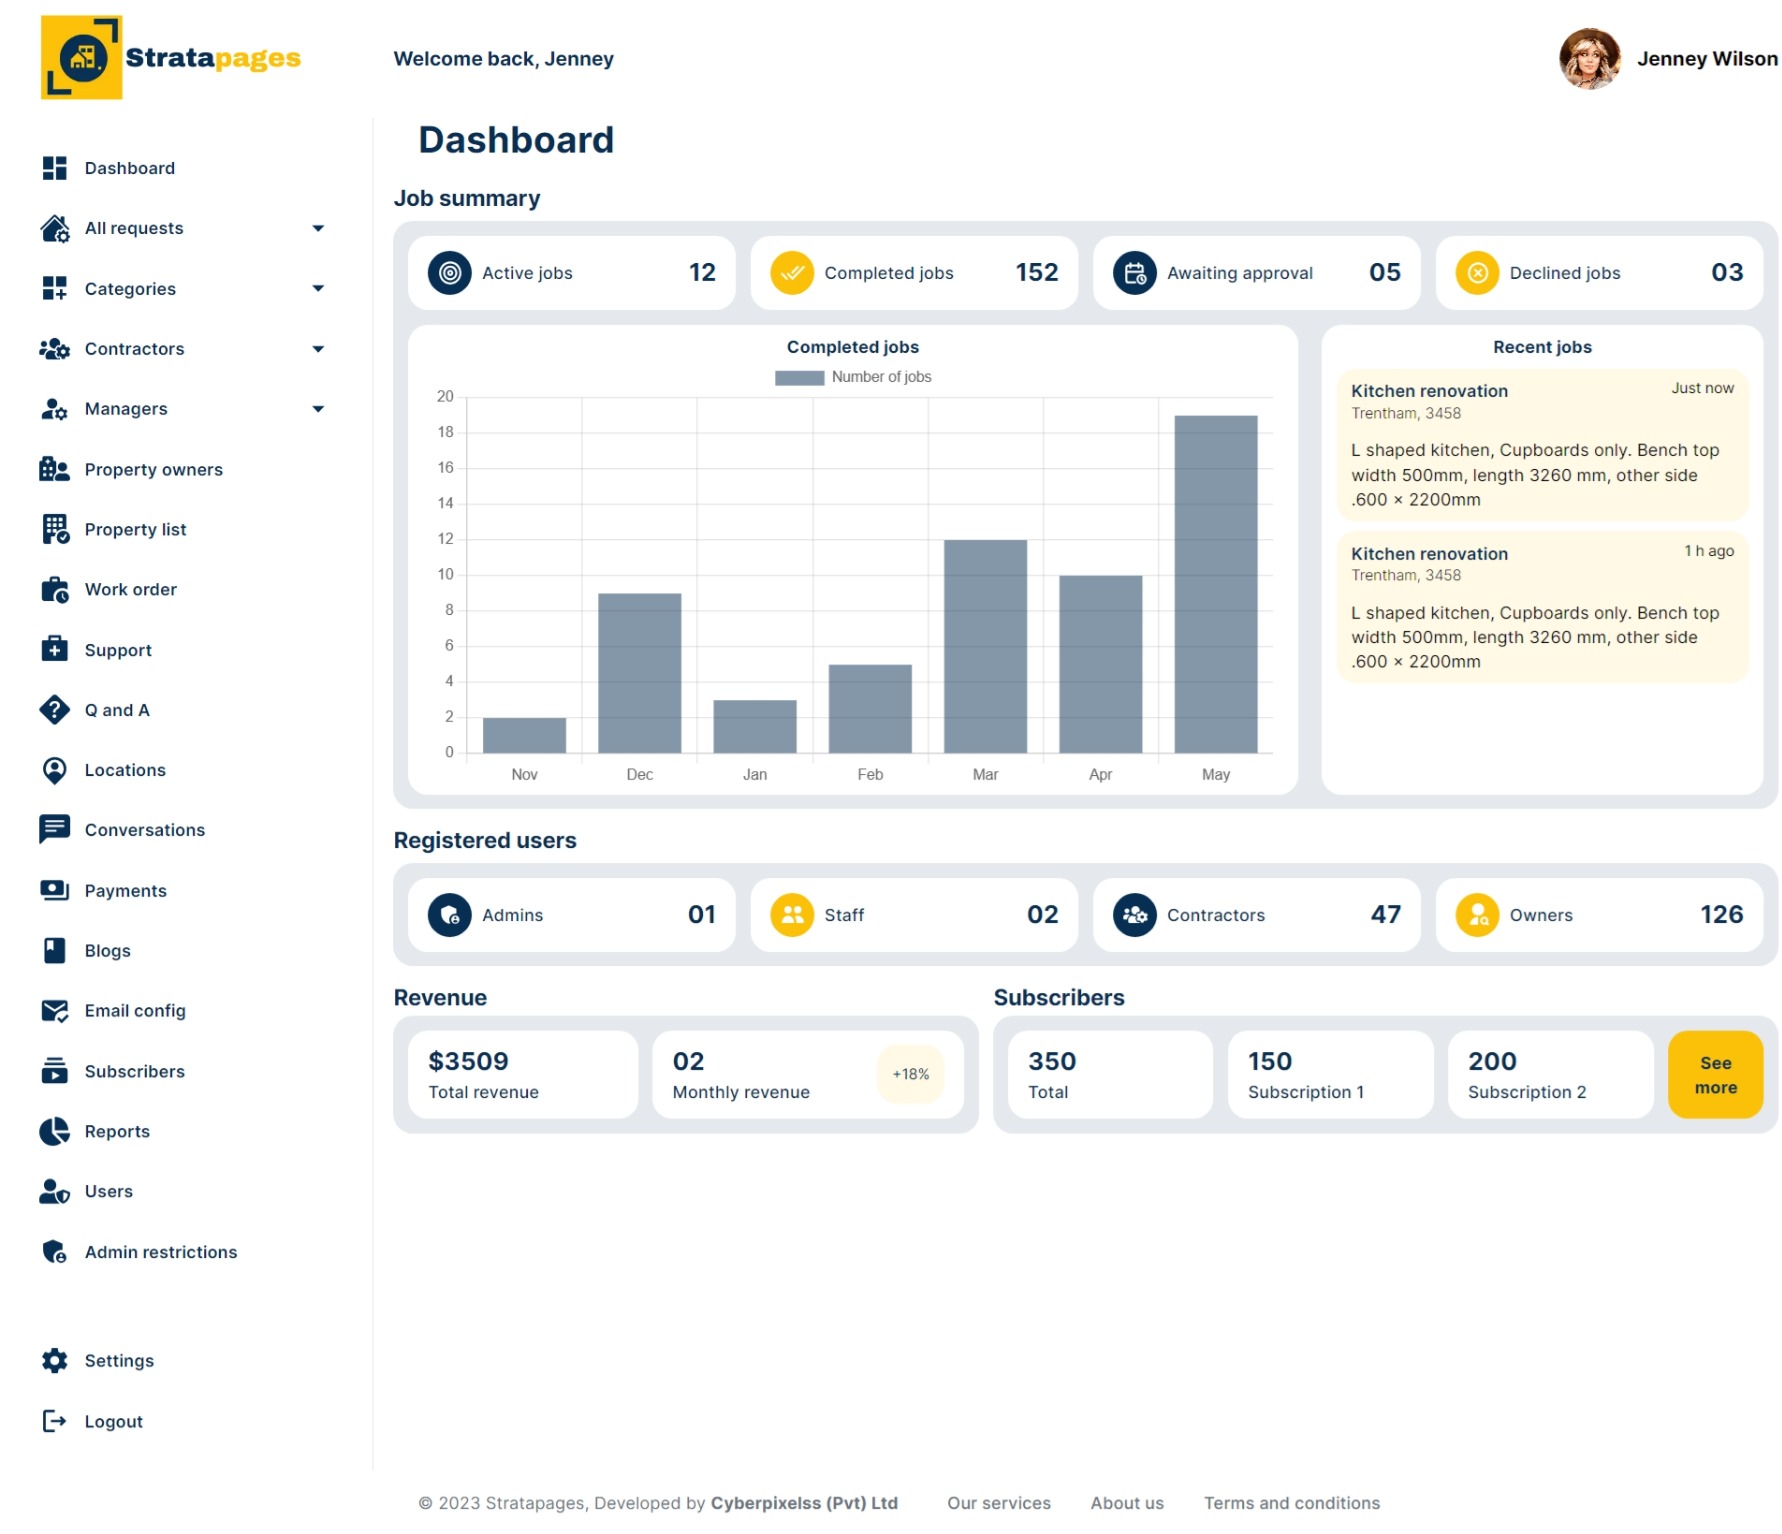 Stratapages
Welcome back, Jenney
Jenney Wilson
Dashboard
All requests
Categories
Contractors
Managers
Property owners
Property list
Work order
Support
Q and A
Locations
Conversations
Payments
Blogs
Email config
Subscribers
Reports
Users
Admin restrictions
Settings
Logout
Dashboard
Job summary
Active jobs 12
Completed jobs 152
Awaiting approval 05
Declined jobs 03
Completed jobs
Number of jobs
20
18
16
14
12
10
8
6
4
2
0
Nov Dec Jan Feb Mar Apr May
Recent jobs
Kitchen renovation Just now
Trentham, 3458
L shaped kitchen, Cupboards only. Bench top
width 500mm, length 3260 mm, other side
.600 × 2200mm
Kitchen renovation 1 h ago
Trentham, 3458
L shaped kitchen, Cupboards only. Bench top
width 500mm, length 3260 mm, other side
.600 × 2200mm
Registered users
Admins 01
Staff 02
Contractors 47
Owners 126
Revenue
$3509
Total revenue
02
Monthly revenue
+18%
Subscribers
350
Total
150
Subscription 1
200
Subscription 2
See
more
© 2023 Stratapages, Developed by Cyberpixelss (Pvt) Ltd Our services About us Terms and conditions